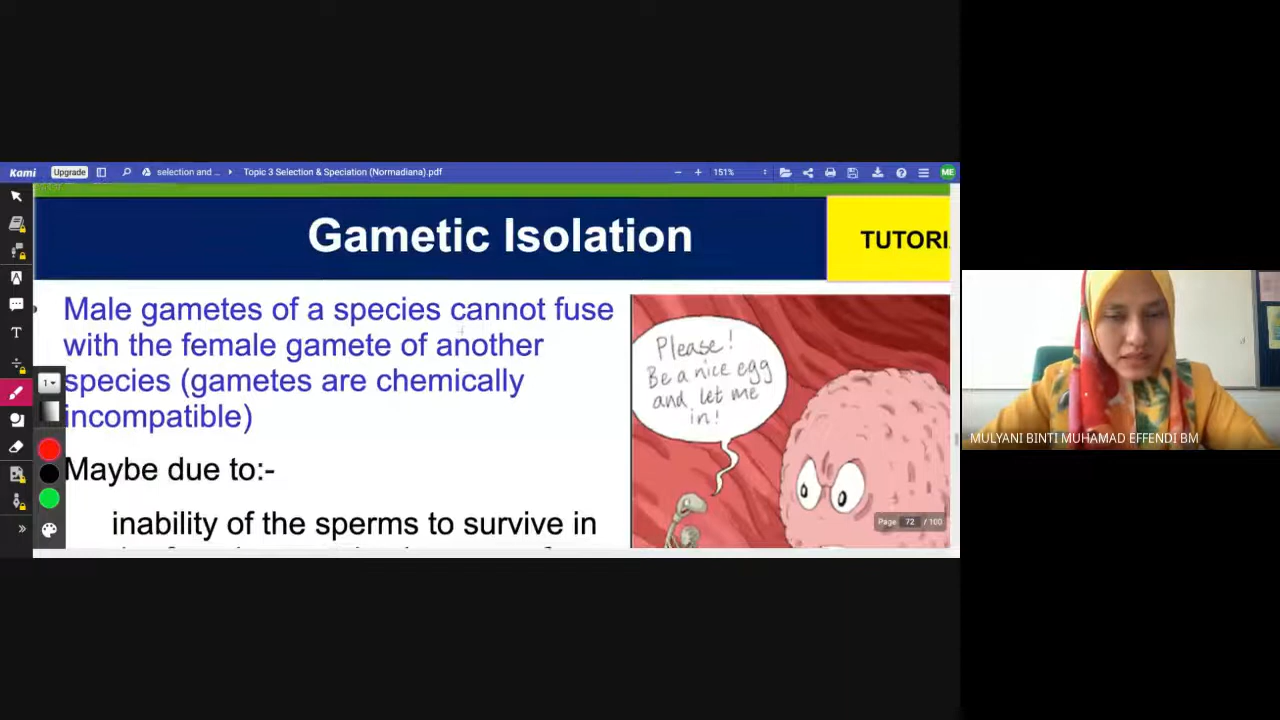 Kami Upgrade selection and ... Topic 3 Selection & Speciation (Normadiana).pdf 151% ME
Gametic Isolation
TUTORI
Male gametes of a species cannot fuse
with the female gamete of another
species (gametes are chemically
incompatible)
Maybe due to:-
inability of the sperms to survive in
Please!
Be a nice egg
and let me
in!
Page 72 / 100
1
T
MULYANI BINTI MUHAMAD EFFENDI BM